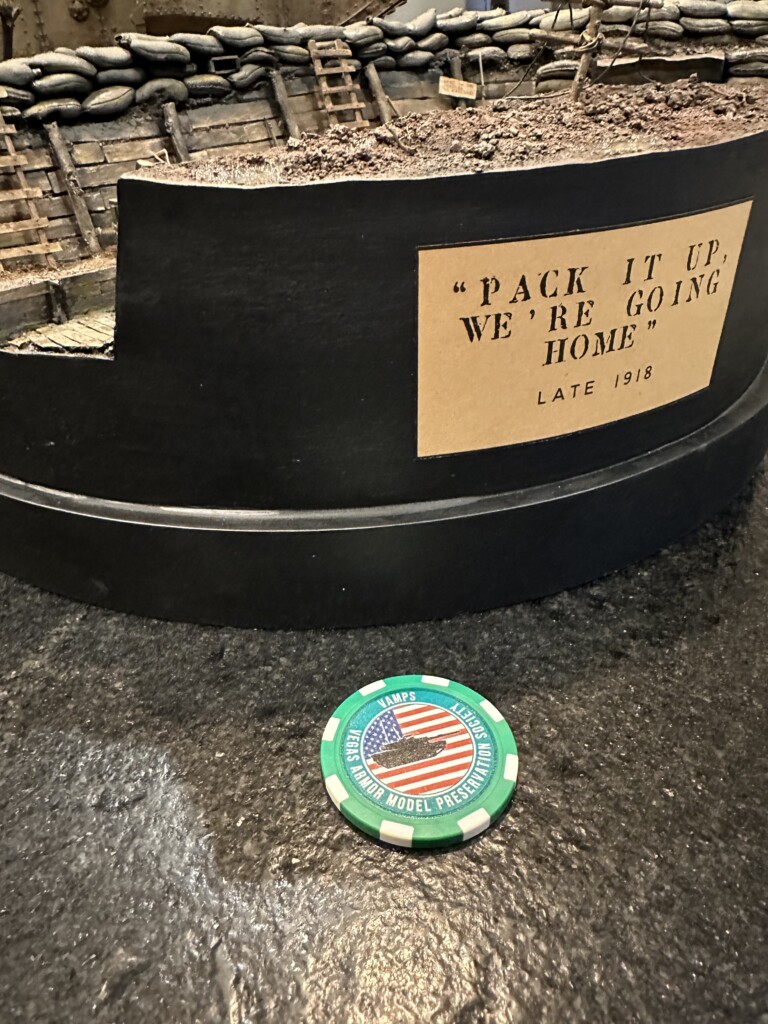 “PACK IT UP,
WE'RE GOING
HOME”
LATE 1918
VAMPS
VEGAS ARMOR MODEL PRESERVATION SOCIETY